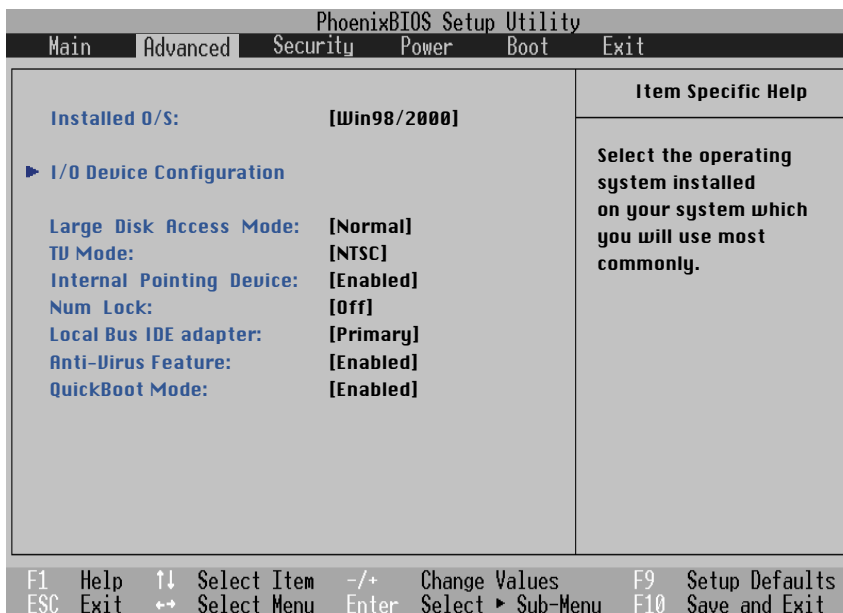 PhoenixBIOS Setup Utility
Main Advanced Security Power Boot Exit
Installed O/S: [Win98/2000]
► I/O Device Configuration
Large Disk Access Mode: [Normal]
TV Mode: [NTSC]
Internal Pointing Device: [Enabled]
Num Lock: [Off]
Local Bus IDE adapter: [Primary]
Anti-Virus Feature: [Enabled]
QuickBoot Mode: [Enabled]
Item Specific Help
Select the operating
system installed
on your system which
you will use most
commonly.
F1 Help ↑↓ Select Item -/+ Change Values F9 Setup Defaults
ESC Exit ←→ Select Menu Enter Select ► Sub-Menu F10 Save and Exit